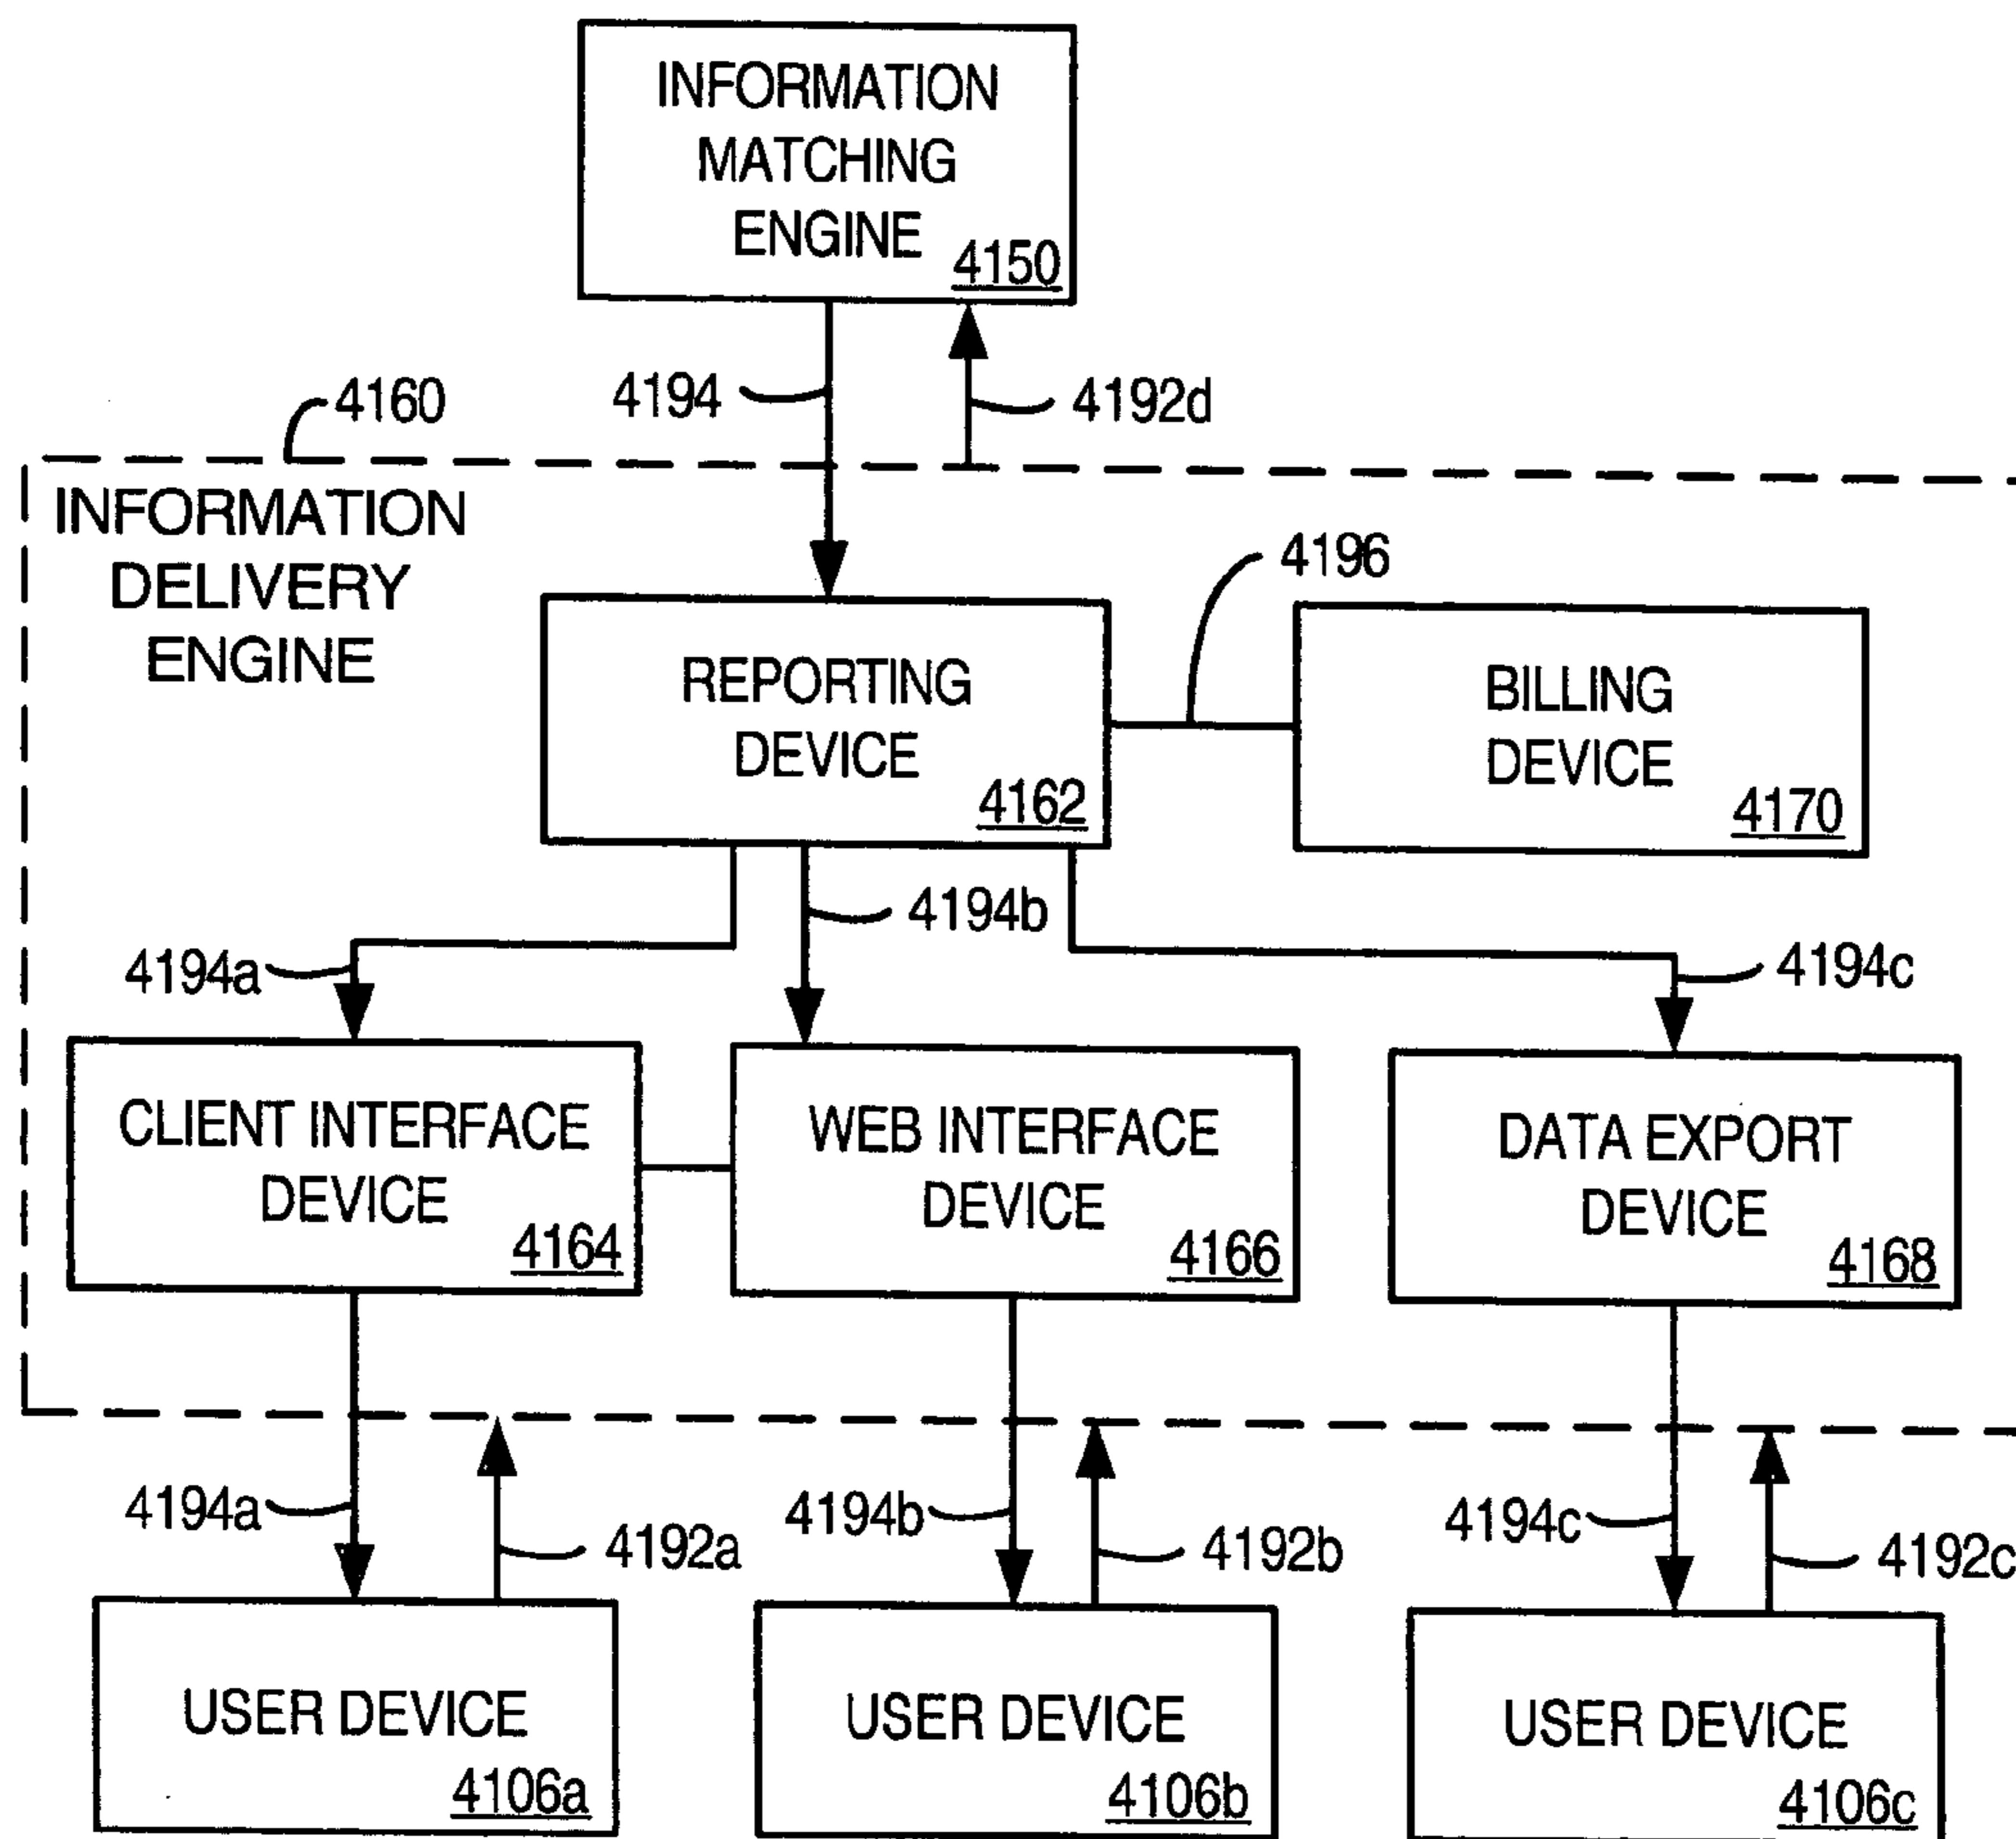 INFORMATION
MATCHING
ENGINE
4150
4160
4194
4192d
INFORMATION
DELIVERY
ENGINE
4196
REPORTING
DEVICE
4162
BILLING
DEVICE
4170
4194a
4194b
4194c
CLIENT INTERFACE
DEVICE
4164
WEB INTERFACE
DEVICE
4166
DATA EXPORT
DEVICE
4168
4194a
4192a
4194b
4192b
4194c
4192c
USER DEVICE
4106a
USER DEVICE
4106b
USER DEVICE
4106c